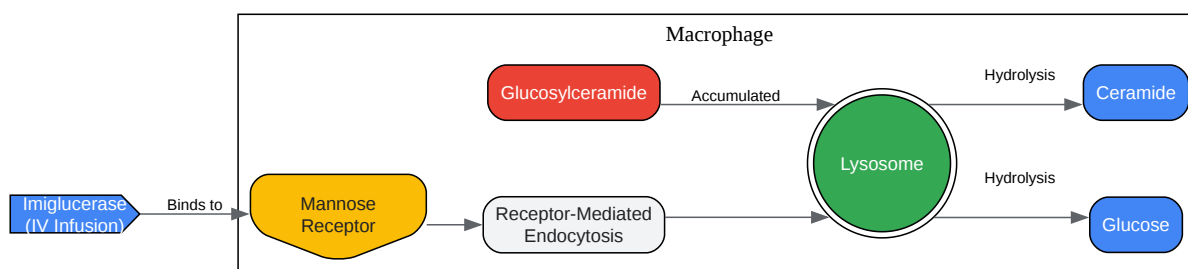 Macrophage
Glucosylceramide
Accumulated
Hydrolysis
Ceramide
Lysosome
Imiglucerase
(IV Infusion)
Binds to
Mannose
Receptor
Receptor-Mediated
Endocytosis
Hydrolysis
Glucose